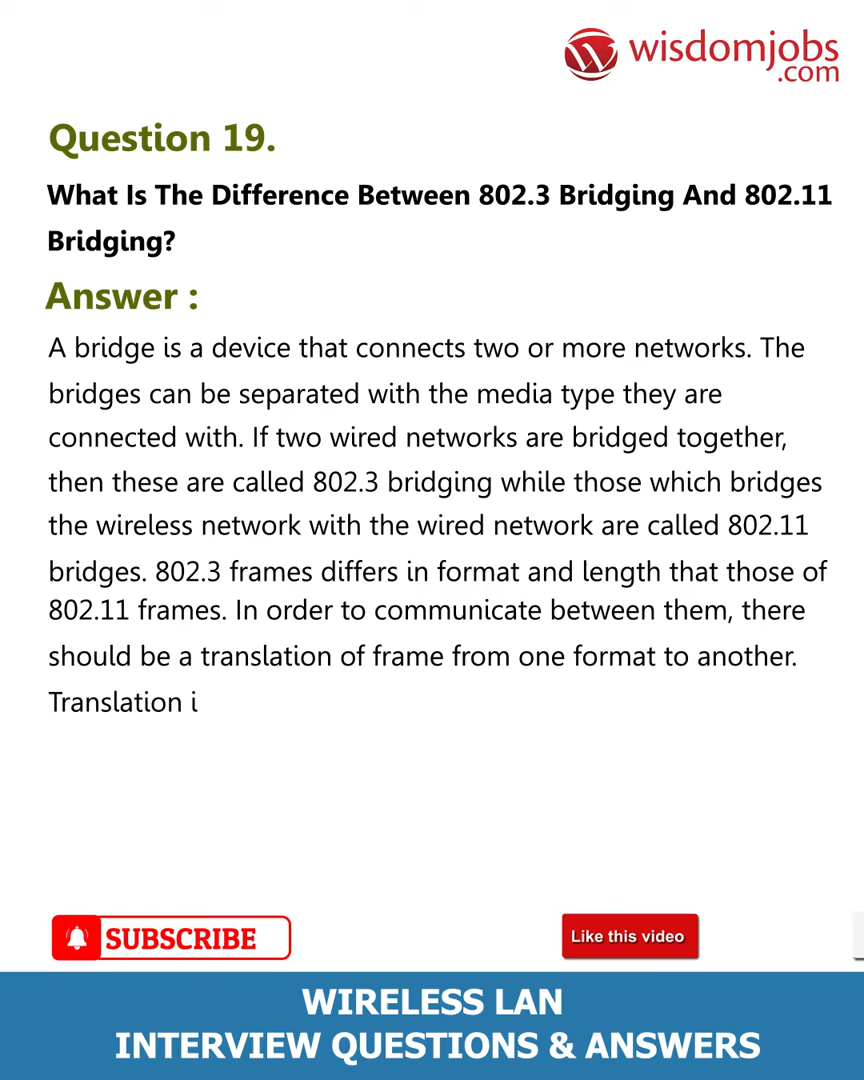 wisdomjobs
.com
Question 19.
What Is The Difference Between 802.3 Bridging And 802.11
Bridging?
Answer :
A bridge is a device that connects two or more networks. The
bridges can be separated with the media type they are
connected with. If two wired networks are bridged together,
then these are called 802.3 bridging while those which bridges
the wireless network with the wired network are called 802.11
bridges. 802.3 frames differs in format and length that those of
802.11 frames. In order to communicate between them, there
should be a translation of frame from one format to another.
Translation i
SUBSCRIBE
Like this video
WIRELESS LAN
INTERVIEW QUESTIONS & ANSWERS